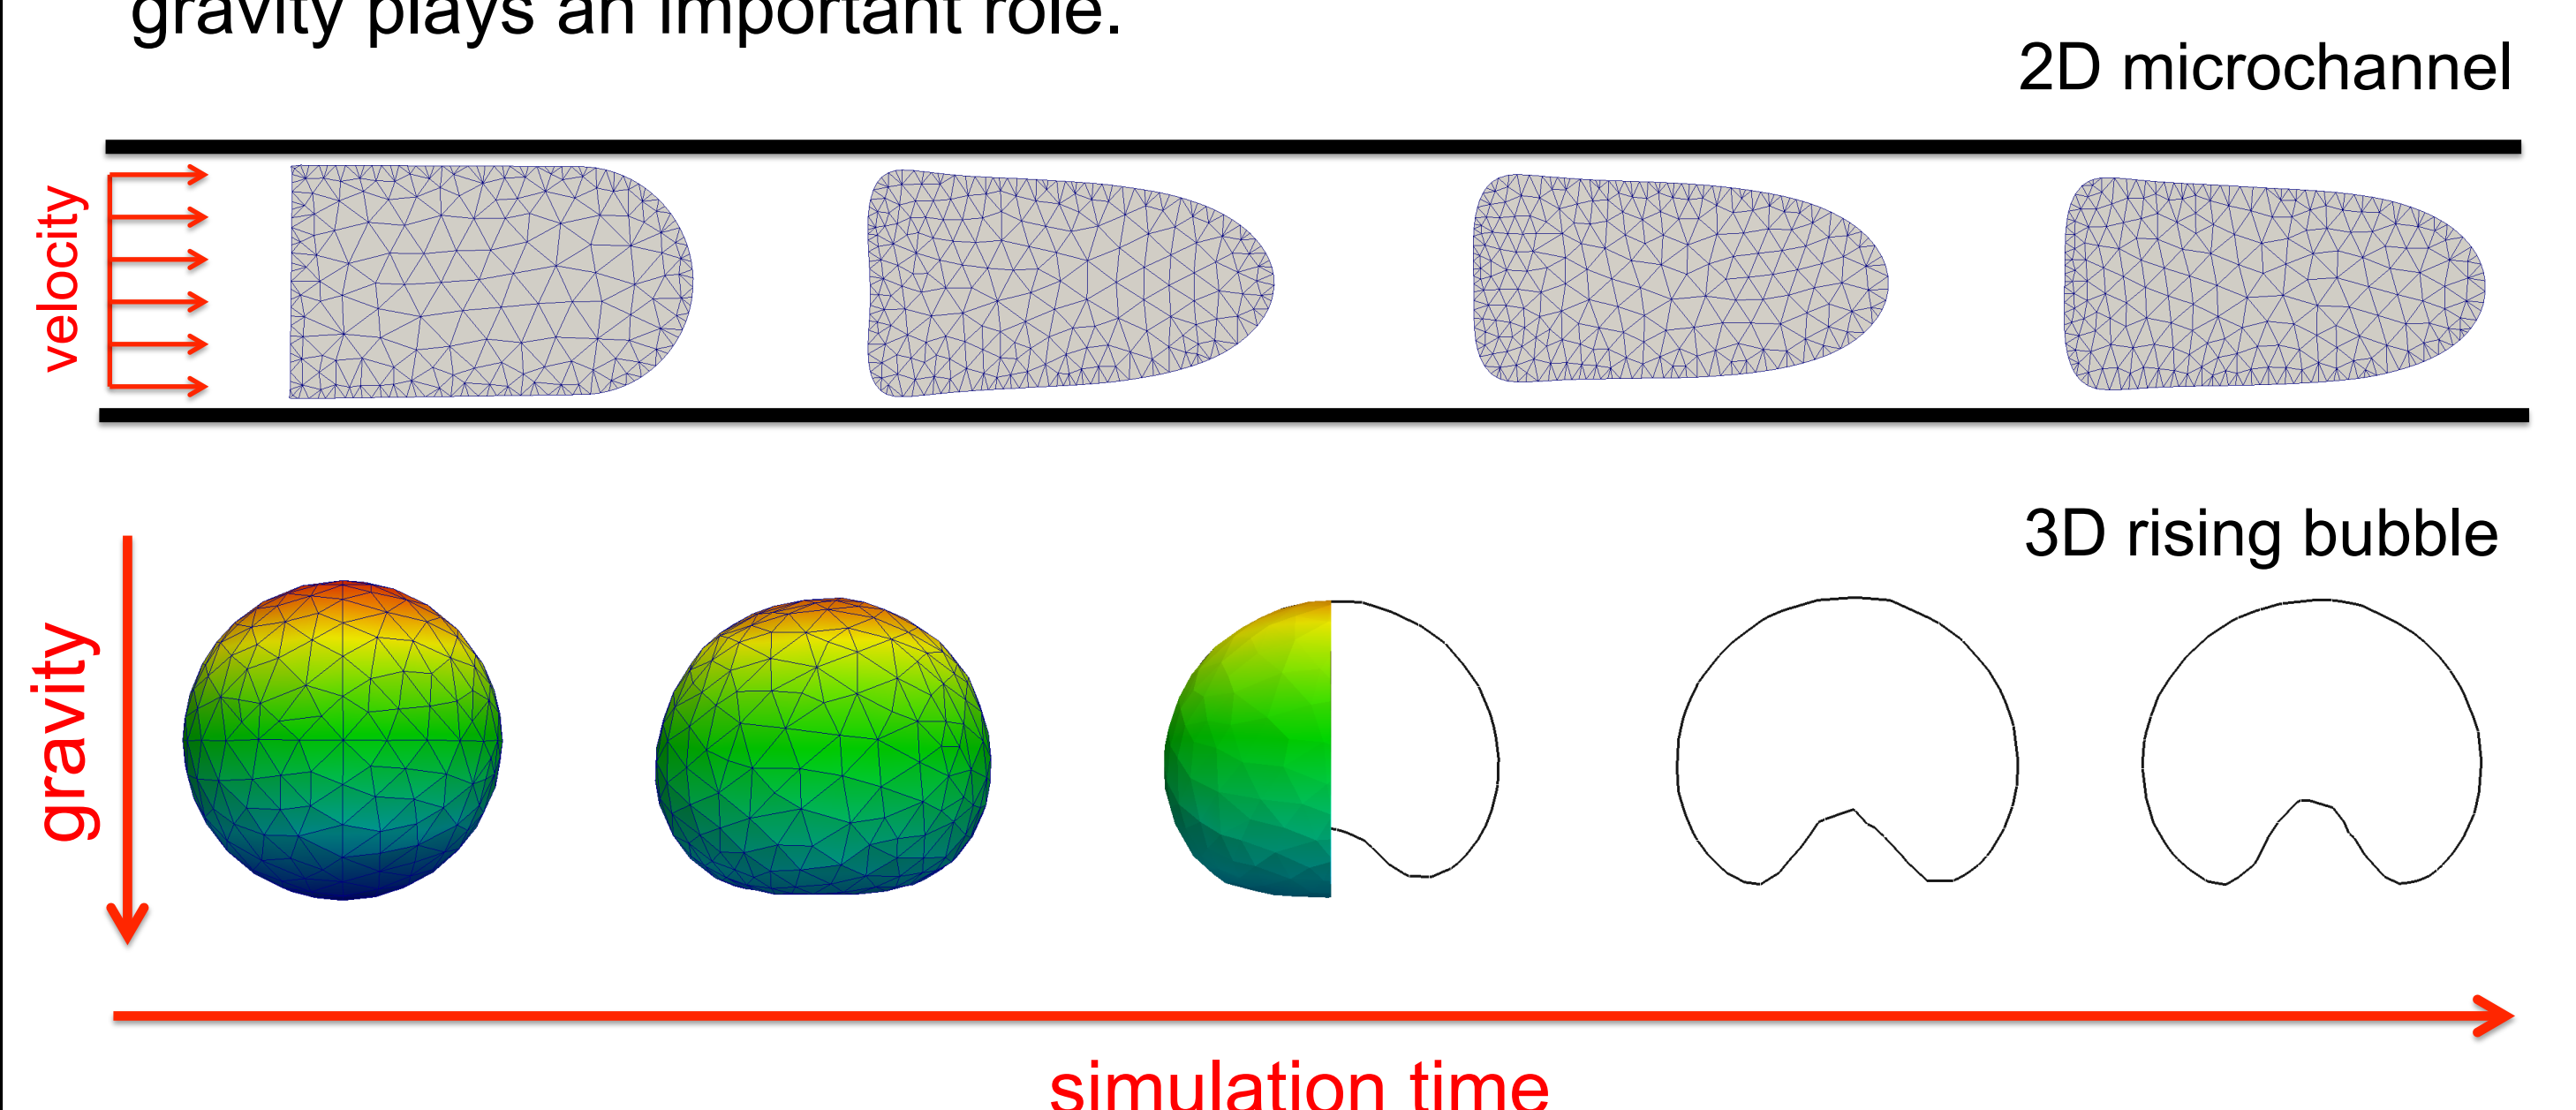 gravity plays an important role.
2D microchannel
velocity
3D rising bubble
gravity
simulation time